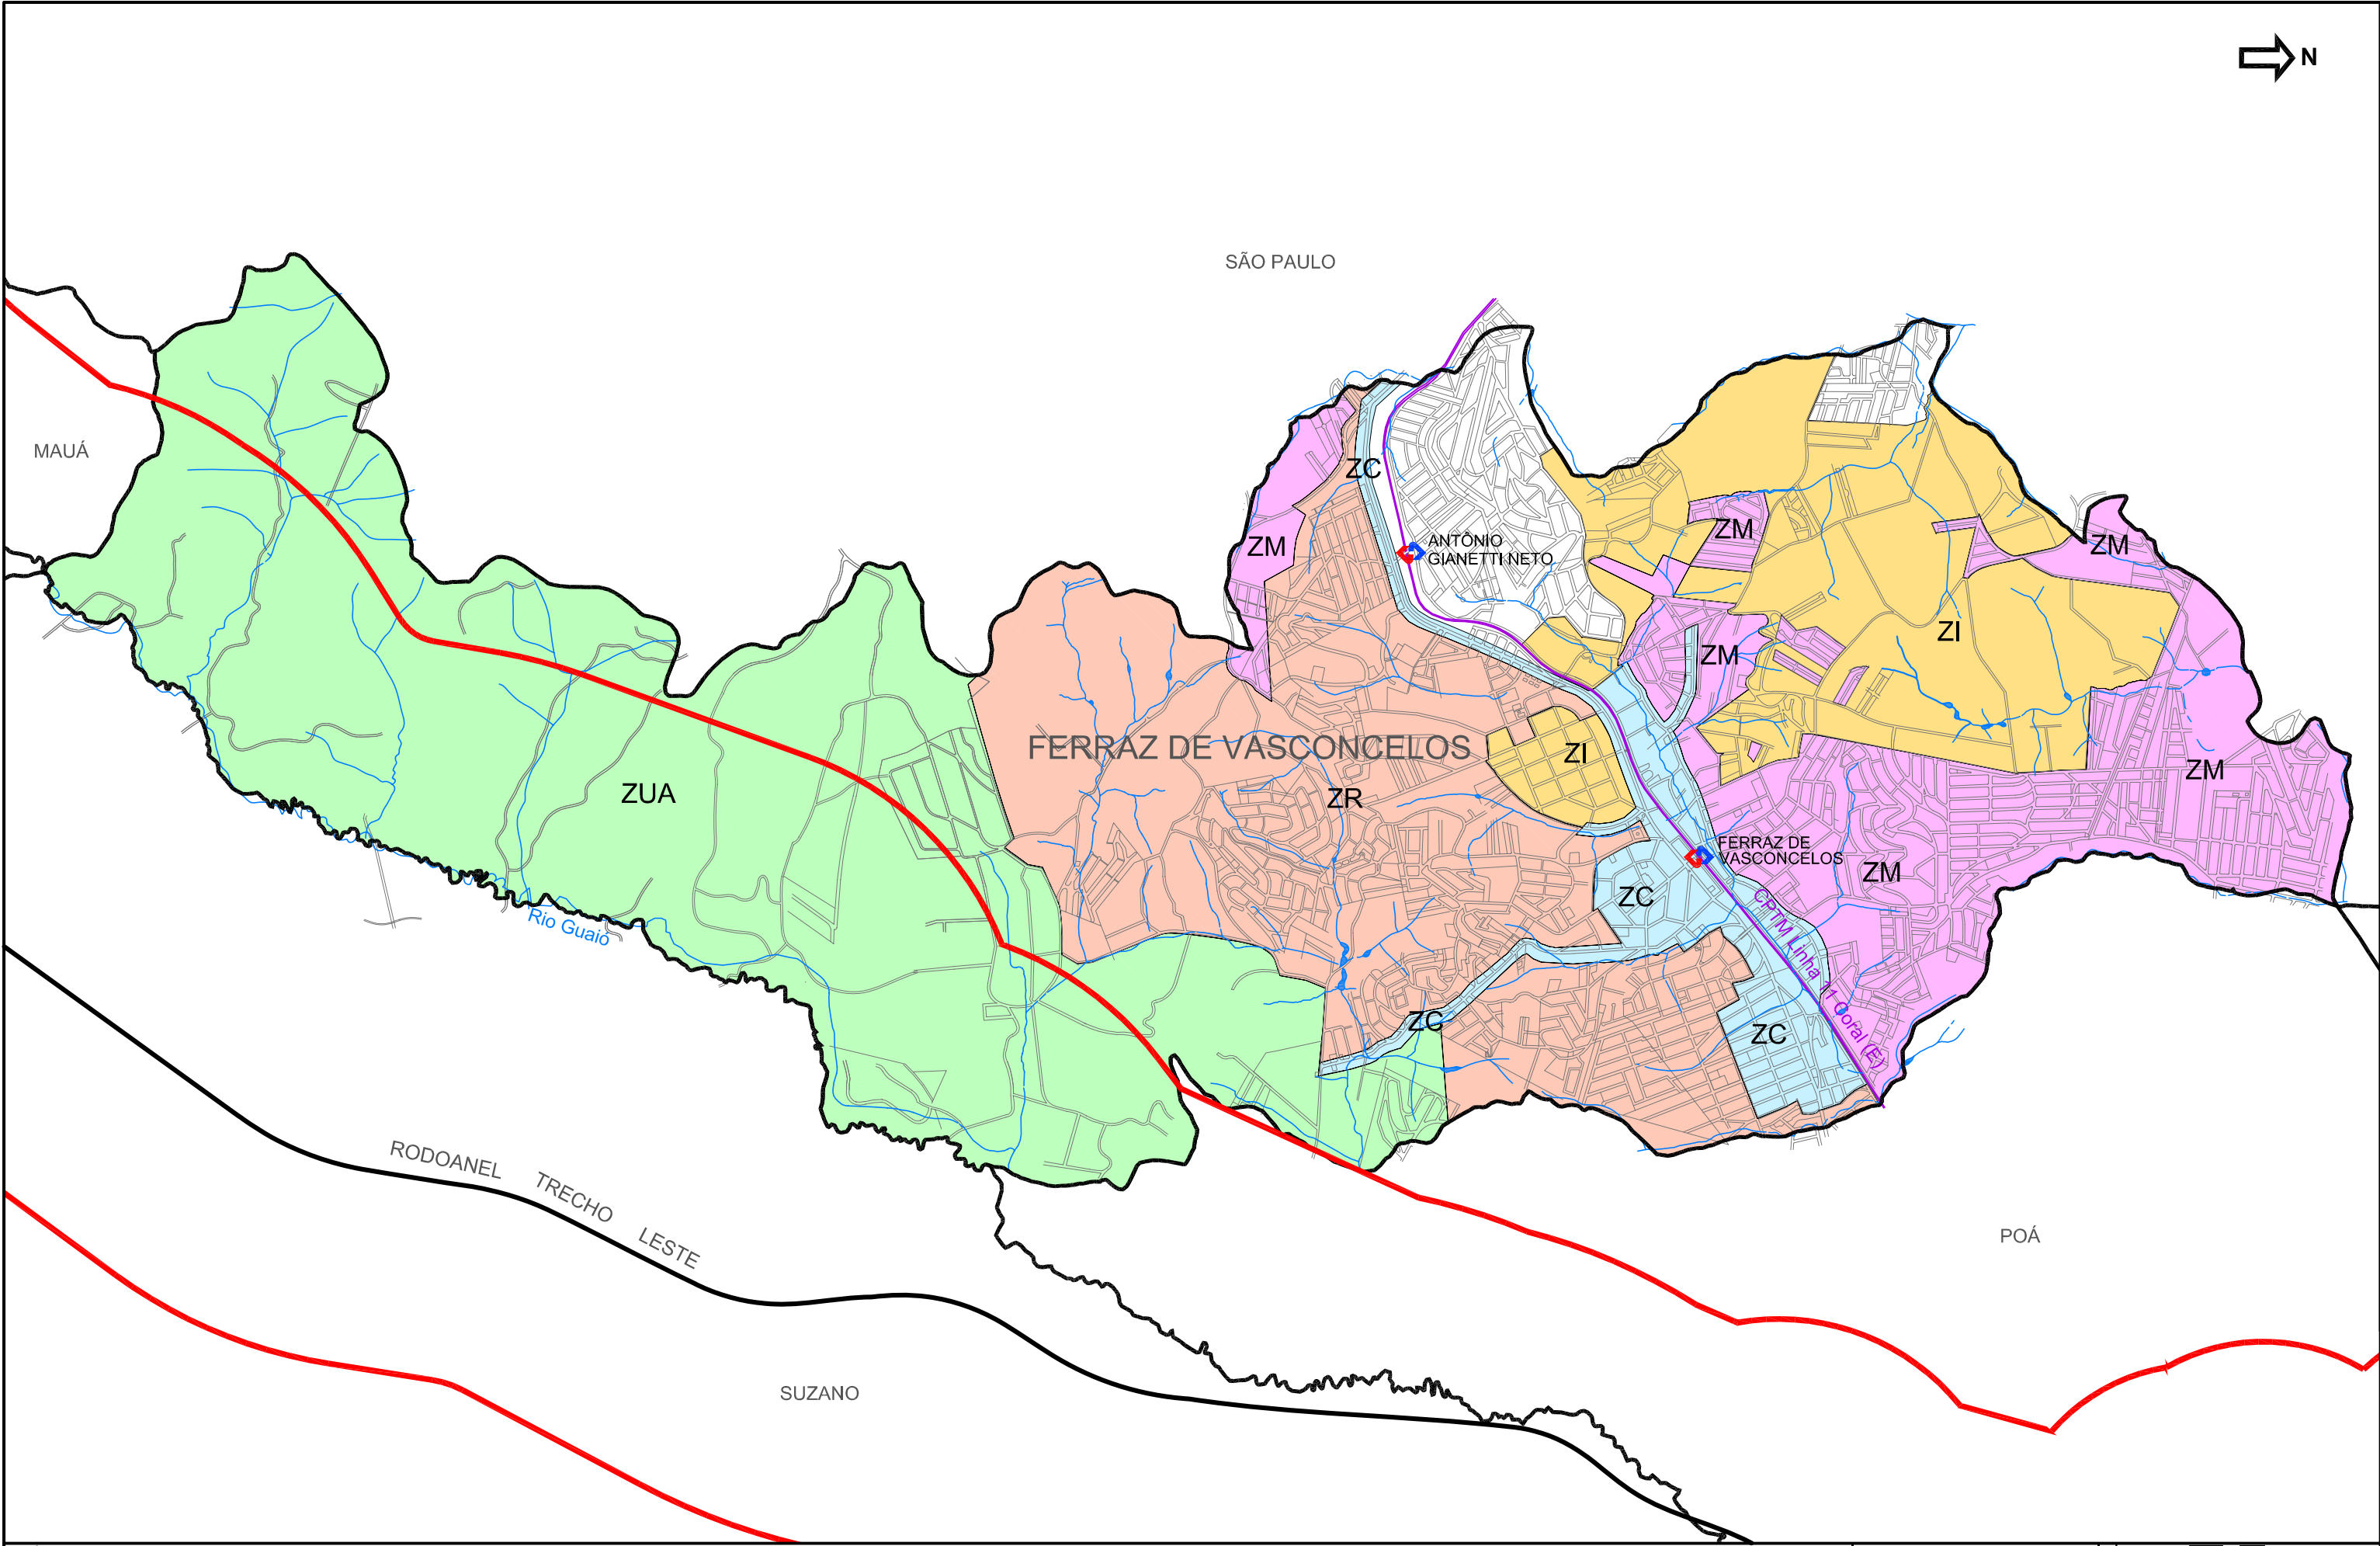 N
SÃO PAULO
MAUÁ
ZC
ZM
ANTÔNIO
GIANETTI NETO
ZM
ZM
ZI
ZM
FERRAZ DE VASCONCELOS
ZI
ZM
ZUA
ZR
FERRAZ DE
VASCONCELOS
ZM
ZC
Rio Guaió
CPTM Linha 11 Coral (E)
ZC
ZC
RODOANEL TRECHO LESTE
POÁ
SUZANO